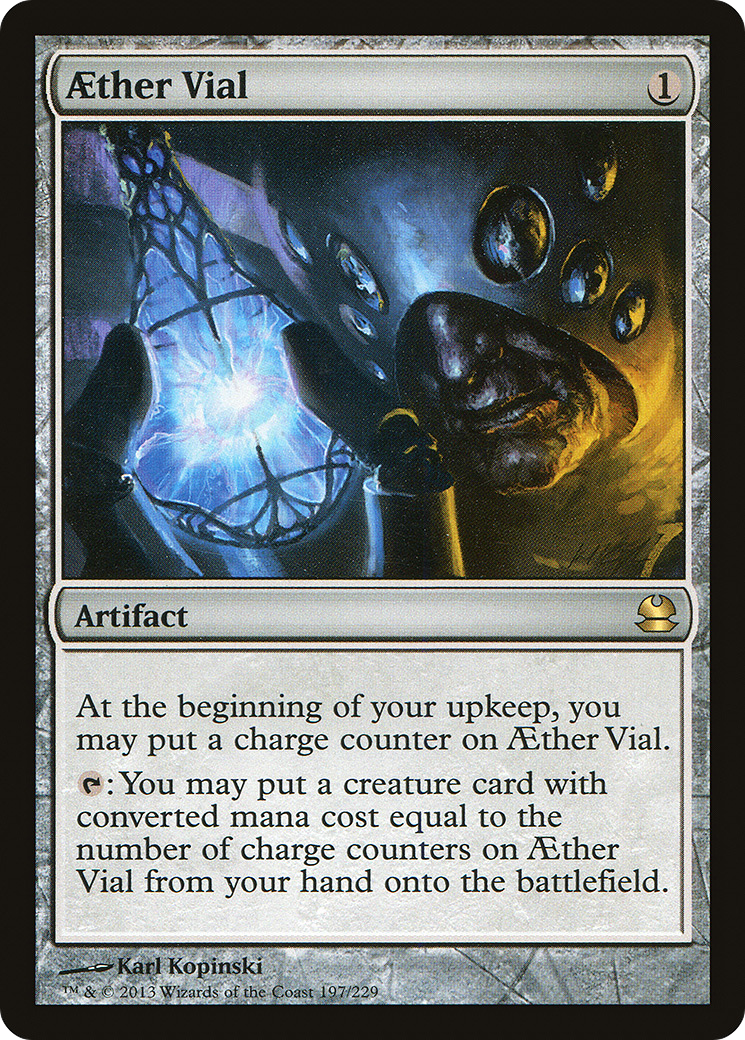 Æther Vial
1
Artifact
At the beginning of your upkeep, you
may put a charge counter on Æther Vial.
: You may put a creature card with
converted mana cost equal to the
number of charge counters on Æther
Vial from your hand onto the battlefield.
Karl Kopinski
™ & © 2013 Wizards of the Coast 197/229